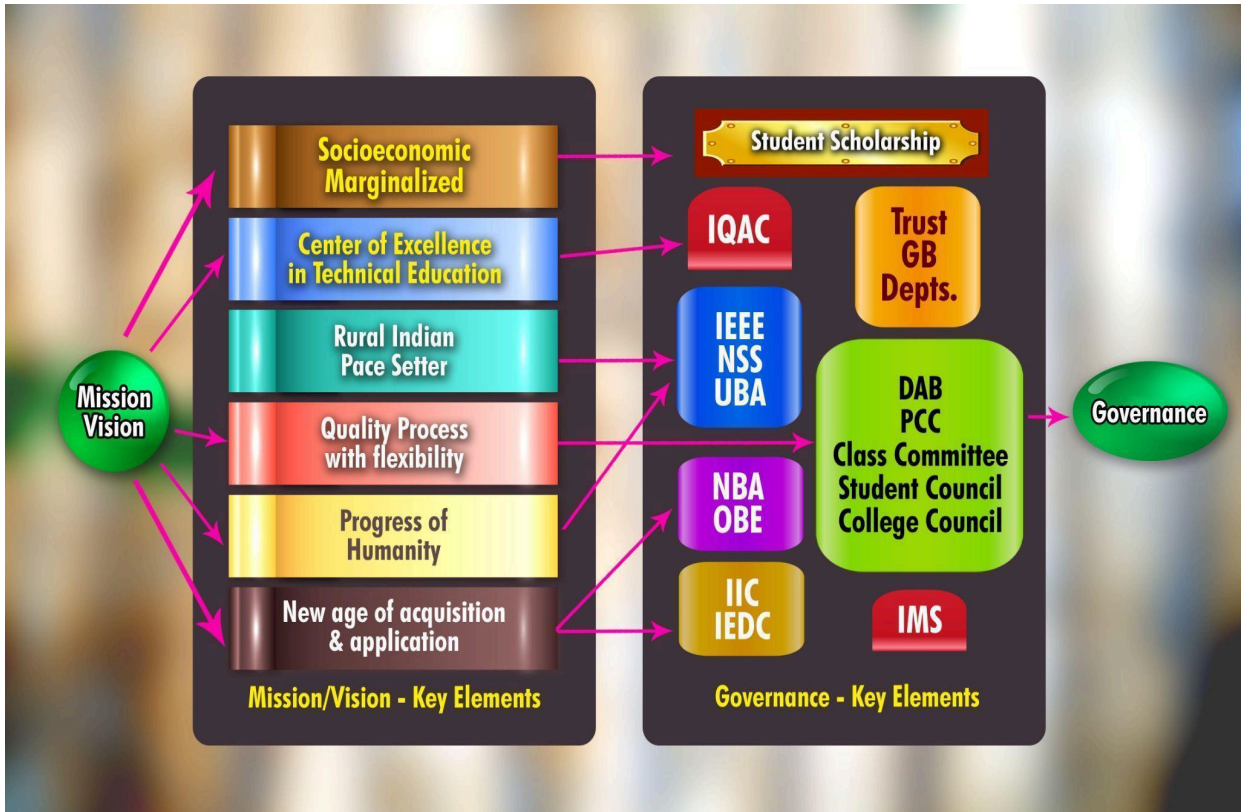 Mission
Vision
Socioeconomic
Marginalized
Center of Excellence
in Technical Education
Rural Indian
Pace Setter
Quality Process
with flexibility
Progress of
Humanity
New age of acquisition
& application
Mission/Vision - Key Elements
Student Scholarship
IQAC
Trust
GB
Depts.
IEEE
NSS
UBA
DAB
PCC
Class Committee
Student Council
College Council
NBA
OBE
IIC
IEDC
IMS
Governance - Key Elements
Governance